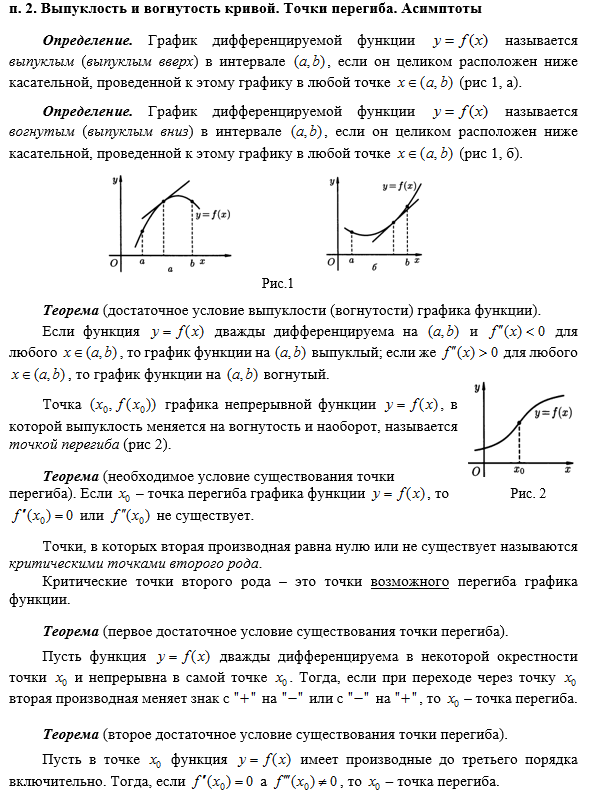 п. 2. Выпуклость и вогнутость кривой. Точки перегиба. Асимптоты
Определение. График дифференцируемой функции y = f(x) называется
выпуклым (выпуклым вверх) в интервале (a,b), если он целиком расположен ниже
касательной, проведенной к этому графику в любой точке x∈(a,b) (рис 1, а).
Определение. График дифференцируемой функции y = f(x) называется
вогнутым (выпуклым вниз) в интервале (a,b), если он целиком расположен ниже
касательной, проведенной к этому графику в любой точке x∈(a,b) (рис 1, б).
y
y=f(x)
O a b x
а
y
y=f(x)
O a b x
б
Рис.1
Теорема (достаточное условие выпуклости (вогнутости) графика функции).
Если функция y = f(x) дважды дифференцируема на (a,b) и f″(x) < 0 для
любого x∈(a,b), то график функции на (a,b) выпуклый; если же f″(x) > 0 для любого
x∈(a,b), то график функции на (a,b) вогнутый.
Точка (x₀, f(x₀)) графика непрерывной функции y = f(x), в
которой выпуклость меняется на вогнутость и наоборот, называется
точкой перегиба (рис 2).
y
y=f(x)
O x₀ x
Рис. 2
Теорема (необходимое условие существования точки
перегиба). Если x₀ – точка перегиба графика функции y = f(x), то
f″(x₀) = 0 или f″(x₀) не существует.
Точки, в которых вторая производная равна нулю или не существует называются
критическими точками второго рода.
Критические точки второго рода – это точки возможного перегиба графика
функции.
Теорема (первое достаточное условие существования точки перегиба).
Пусть функция y = f(x) дважды дифференцируема в некоторой окрестности
точки x₀ и непрерывна в самой точке x₀. Тогда, если при переходе через точку x₀
вторая производная меняет знак с "+" на "−" или с "−" на "+", то x₀ – точка перегиба.
Теорема (второе достаточное условие существования точки перегиба).
Пусть в точке x₀ функция y = f(x) имеет производные до третьего порядка
включительно. Тогда, если f″(x₀) = 0 а f‴(x₀) ≠ 0, то x₀ – точка перегиба.